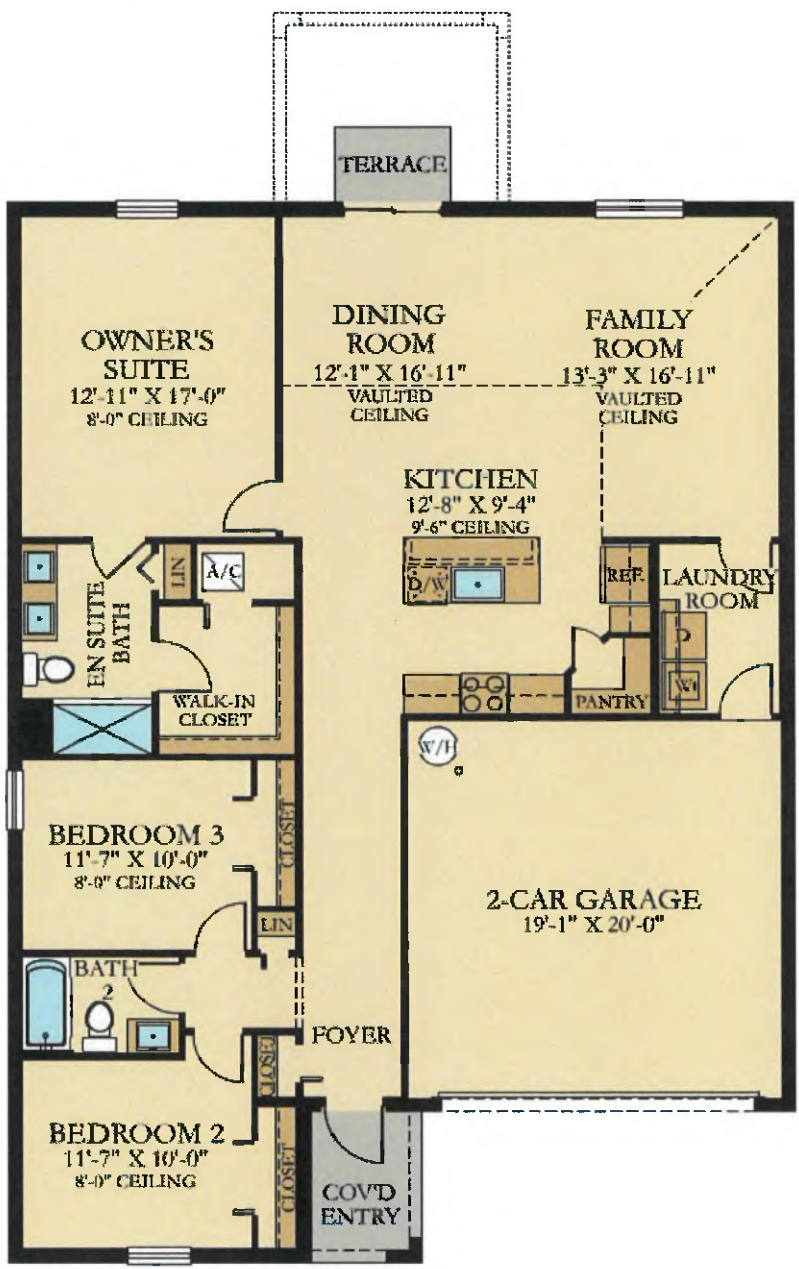 TERRACE
OWNER'S
SUITE
12'-11" X 17'-0"
8'-0" CEILING
DINING
ROOM
12'-1" X 16'-11"
VAULTED
CEILING
FAMILY
ROOM
13'-3" X 16'-11"
VAULTED
CEILING
KITCHEN
12'-8" X 9'-4"
9'-6" CEILING
D/W
REF.
LAUNDRY
ROOM
D
W
PANTRY
LIN
A/C
EN SUITE
BATH
WALK-IN
CLOSET
W/H
BEDROOM 3
11'-7" X 10'-0"
8'-0" CEILING
CLOSET
2-CAR GARAGE
19'-1" X 20'-0"
LIN
BATH
2
FOYER
CLOSET
BEDROOM 2
11'-7" X 10'-0"
8'-0" CEILING
CLOSET
COV'D
ENTRY